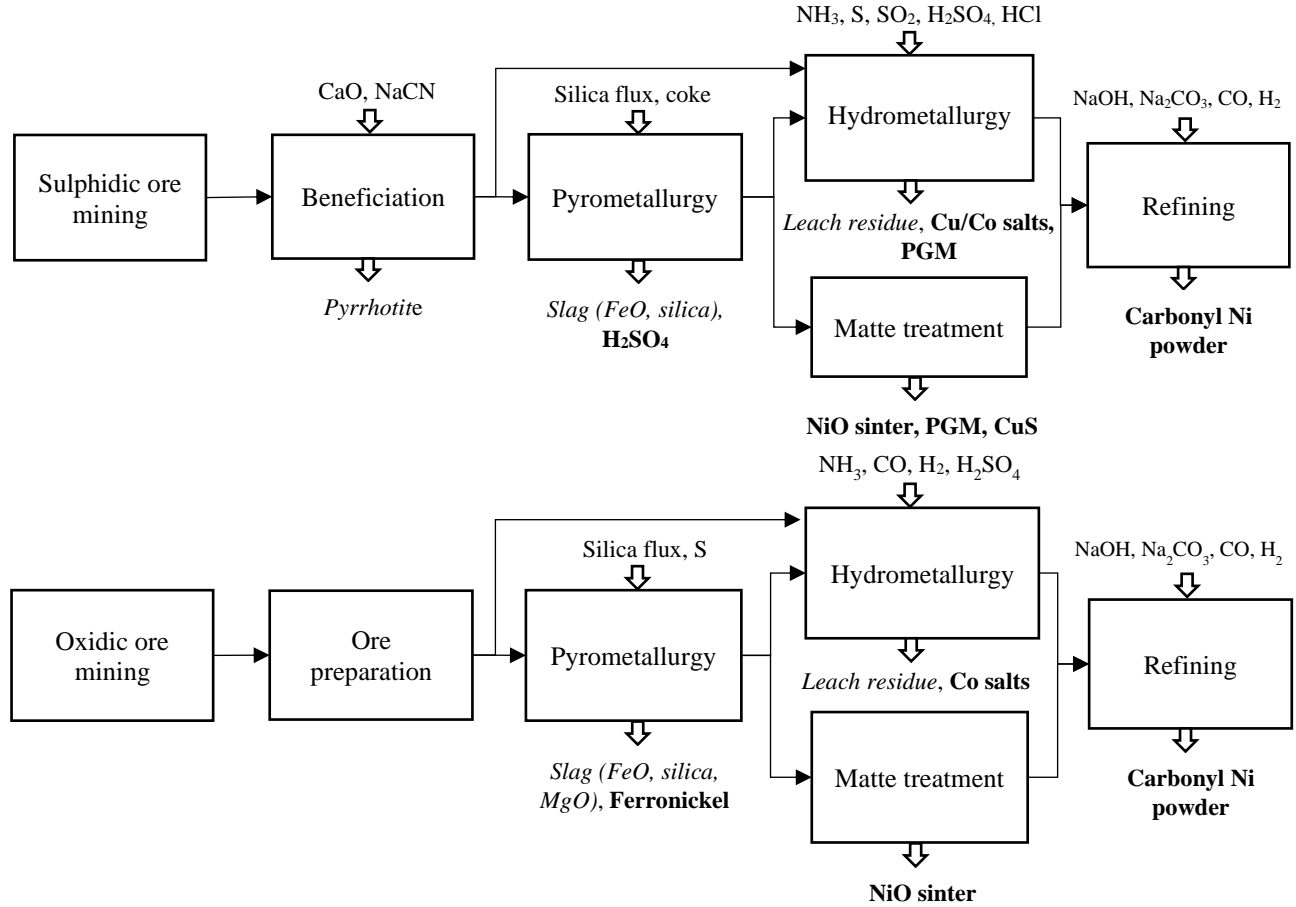 NH₃, S, SO₂, H₂SO₄, HCl
CaO, NaCN
Silica flux, coke
NaOH, Na₂CO₃, CO, H₂
Sulphidic ore
mining
Beneficiation
Pyrometallurgy
Hydrometallurgy
Refining
Leach residue, Cu/Co salts,
PGM
Pyrrhotite
Slag (FeO, silica),
H₂SO₄
Matte treatment
Carbonyl Ni
powder
NiO sinter, PGM, CuS
NH₃, CO, H₂, H₂SO₄
Silica flux, S
NaOH, Na₂CO₃, CO, H₂
Oxidic ore
mining
Ore
preparation
Pyrometallurgy
Hydrometallurgy
Refining
Leach residue, Co salts
Slag (FeO, silica,
MgO), Ferronickel
Matte treatment
Carbonyl Ni
powder
NiO sinter